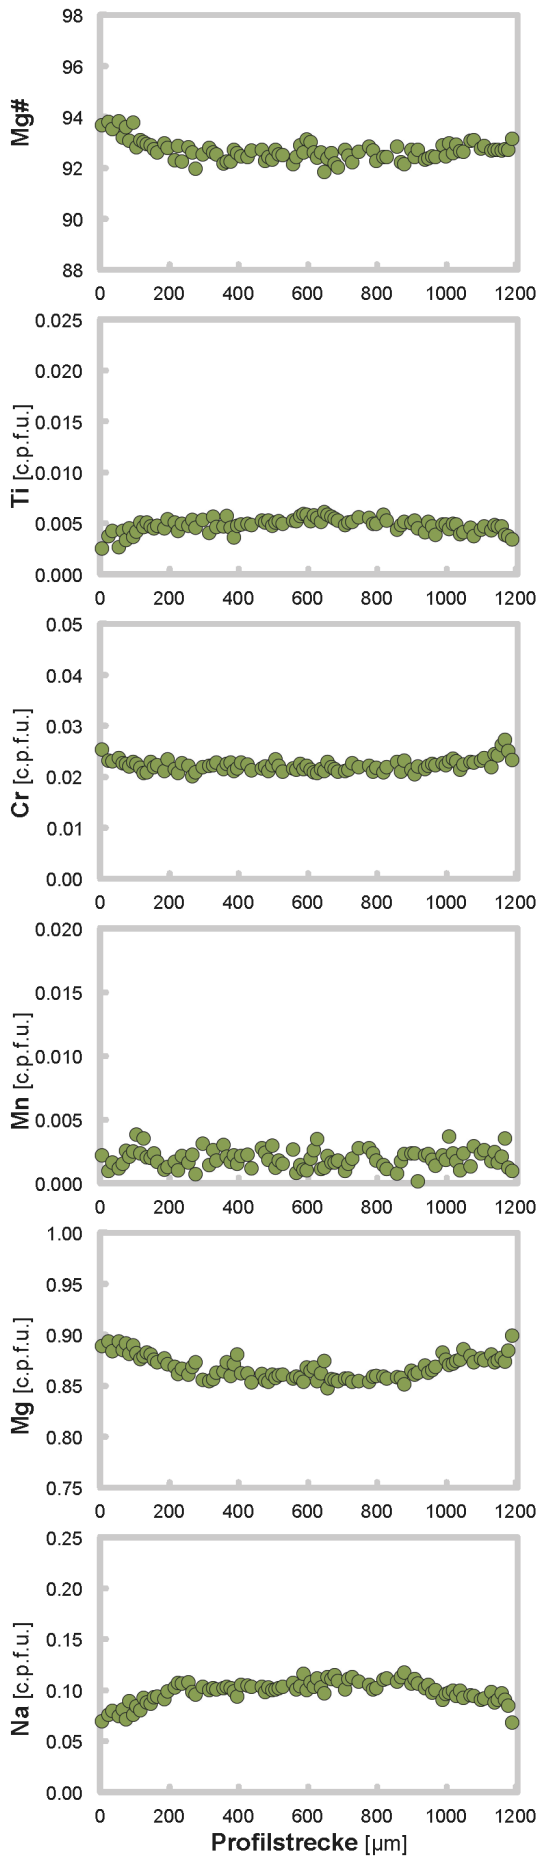 98
96
94
92
90
88
Mg#
0 200 400 600 800 1000 1200
0.025
0.020
0.015
0.010
0.005
0.000
Ti [c.p.f.u.]
0 200 400 600 800 1000 1200
0.05
0.04
0.03
0.02
0.01
0.00
Cr [c.p.f.u.]
0 200 400 600 800 1000 1200
0.020
0.015
0.010
0.005
0.000
Mn [c.p.f.u.]
0 200 400 600 800 1000 1200
1.00
0.95
0.90
0.85
0.80
0.75
Mg [c.p.f.u.]
0 200 400 600 800 1000 1200
0.25
0.20
0.15
0.10
0.05
0.00
Na [c.p.f.u.]
0 200 400 600 800 1000 1200
Profilstrecke [µm]